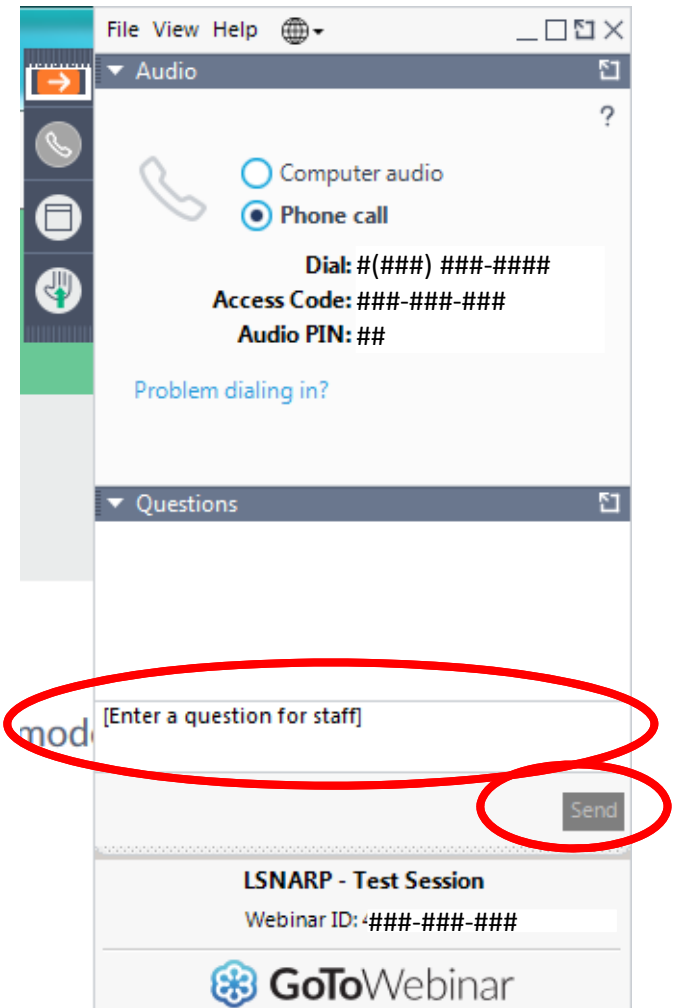 File View Help
Audio
?
Computer audio
Phone call
Dial: #(###) ###-####
Access Code: ###-###-###
Audio PIN: ##
Problem dialing in?
Questions
[Enter a question for staff]
Send
LSNARP - Test Session
Webinar ID: ###-###-###
GoToWebinar